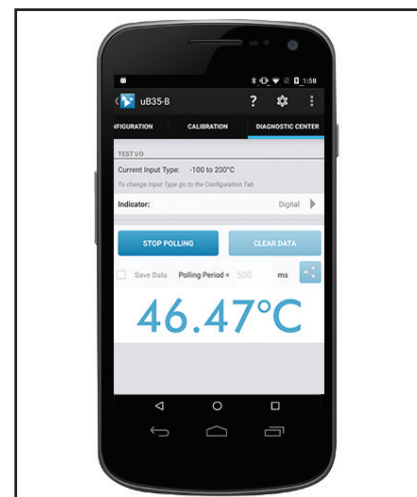 1:58
uB35-B ?
NFIGURATION CALIBRATION DIAGNOSTIC CENTER
TEST I/O
Current Input Type: -100 to 200°C
To change Input Type go to the Configuration Tab
Indicator: Digital
STOP POLLING CLEAR DATA
Save Data Polling Period = 500 ms
46.47°C